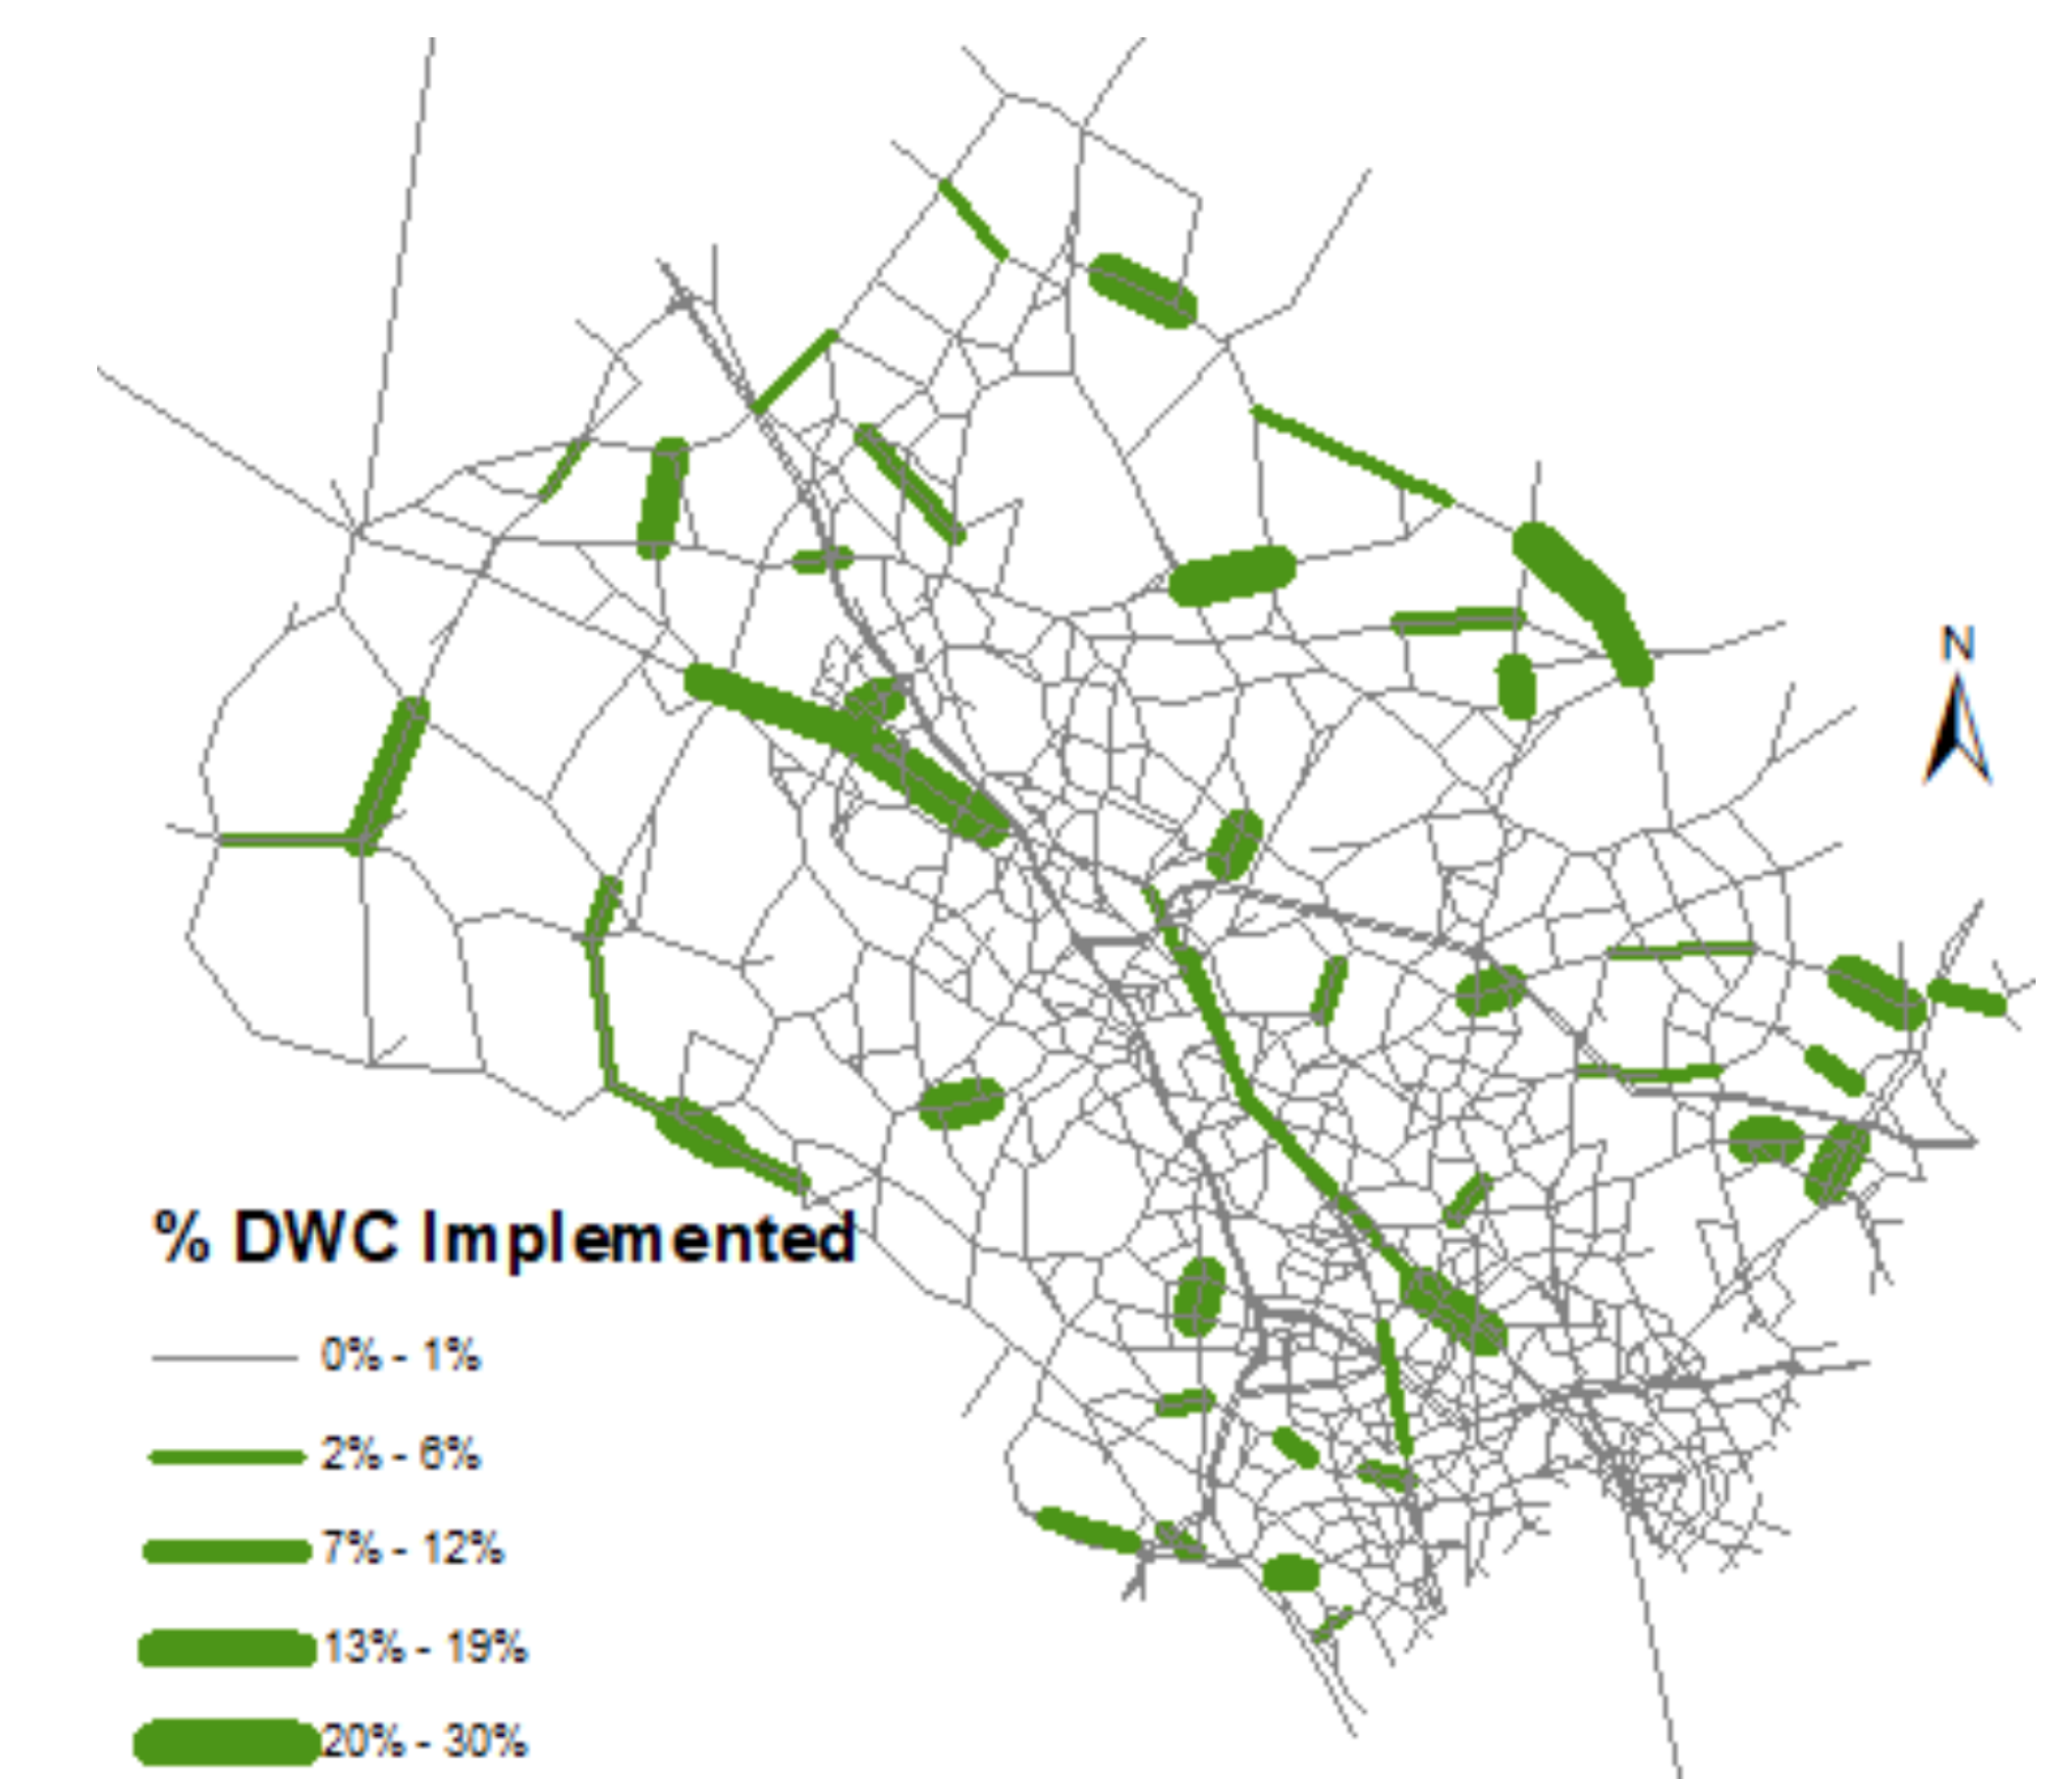 N
% DWC Implemented
0% - 1%
2% - 6%
7% - 12%
13% - 19%
20% - 30%